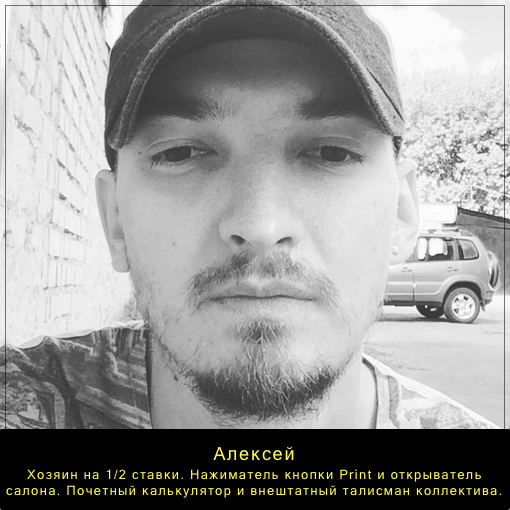 Алексей
Хозяин на 1/2 ставки. Нажиматель кнопки Print и открыватель
салона. Почетный калькулятор и внештатный талисман коллектива.